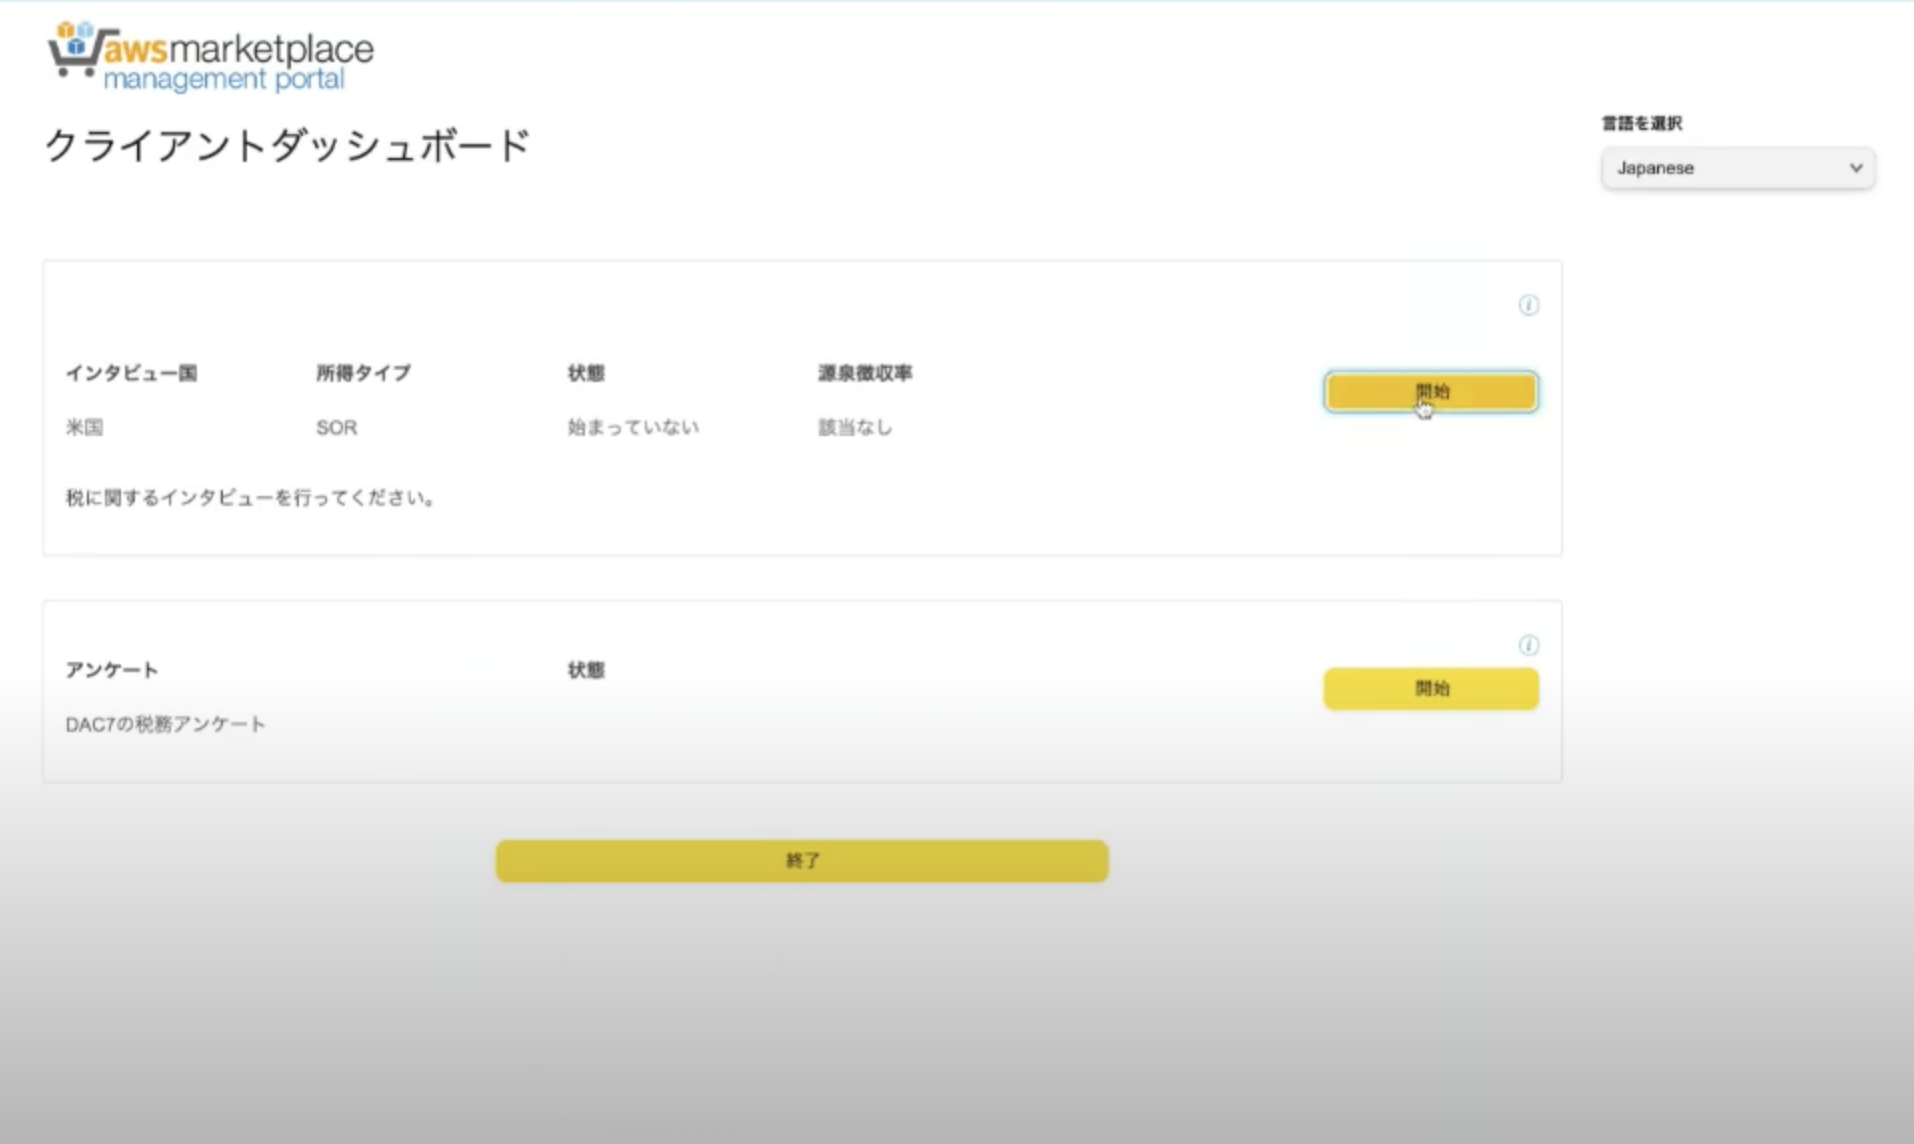 awsmarketplace
management portal
クライアントダッシュボード
言語を選択
Japanese
インタビュー国 所得タイプ 状態 源泉徴収率
開始
米国 SOR 始まっていない 該当なし
税に関するインタビューを行ってください。
アンケート 状態
開始
DAC7の税務アンケート
終了